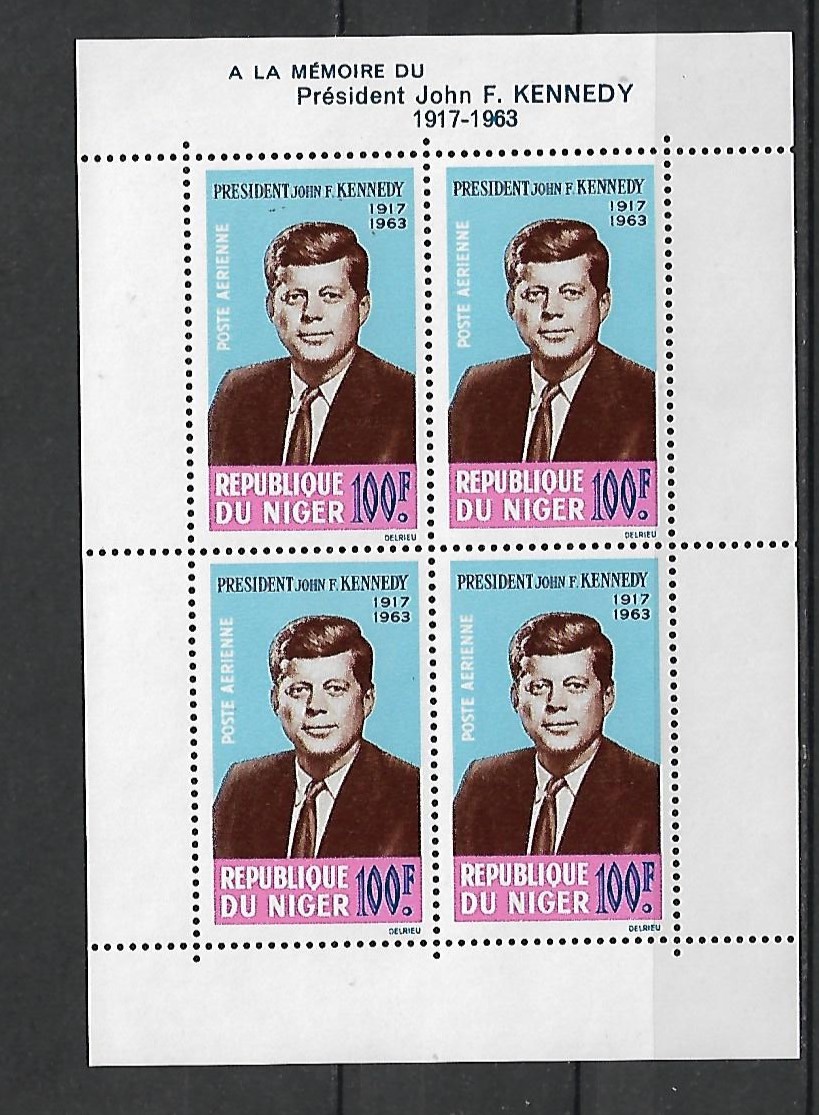 A LA MÉMOIRE DU
Président John F. KENNEDY
1917-1963
PRESIDENT JOHN F. KENNEDY
1917
1963
POSTE AERIENNE
REPUBLIQUE
DU NIGER 100F.
DELRIEU
PRESIDENT JOHN F. KENNEDY
1917
1963
POSTE AERIENNE
REPUBLIQUE
DU NIGER 100F.
DELRIEU
PRESIDENT JOHN F. KENNEDY
1917
1963
POSTE AERIENNE
REPUBLIQUE
DU NIGER 100F.
DELRIEU
PRESIDENT JOHN F. KENNEDY
1917
1963
POSTE AERIENNE
REPUBLIQUE
DU NIGER 100F.
DELRIEU